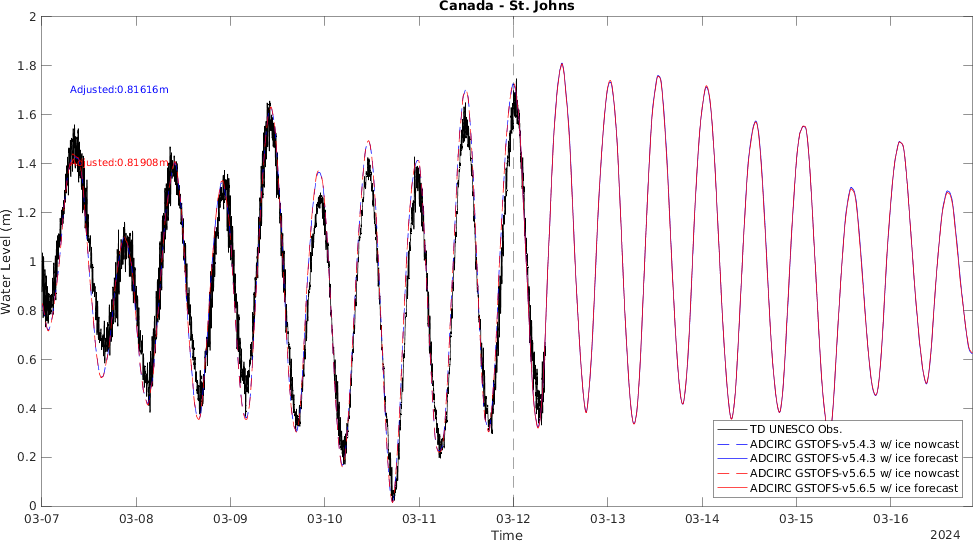 Canada - St. Johns
2
1.8
1.6
1.4
1.2
1
0.8
0.6
0.4
0.2
0
Water Level (m)
Adjusted:0.81616m
Adjusted:0.81908m
TD UNESCO Obs.
ADCIRC GSTOFS-v5.4.3 w/ ice nowcast
ADCIRC GSTOFS-v5.4.3 w/ ice forecast
ADCIRC GSTOFS-v5.6.5 w/ ice nowcast
ADCIRC GSTOFS-v5.6.5 w/ ice forecast
03-07 03-08 03-09 03-10 03-11 03-12 03-13 03-14 03-15 03-16
Time
2024